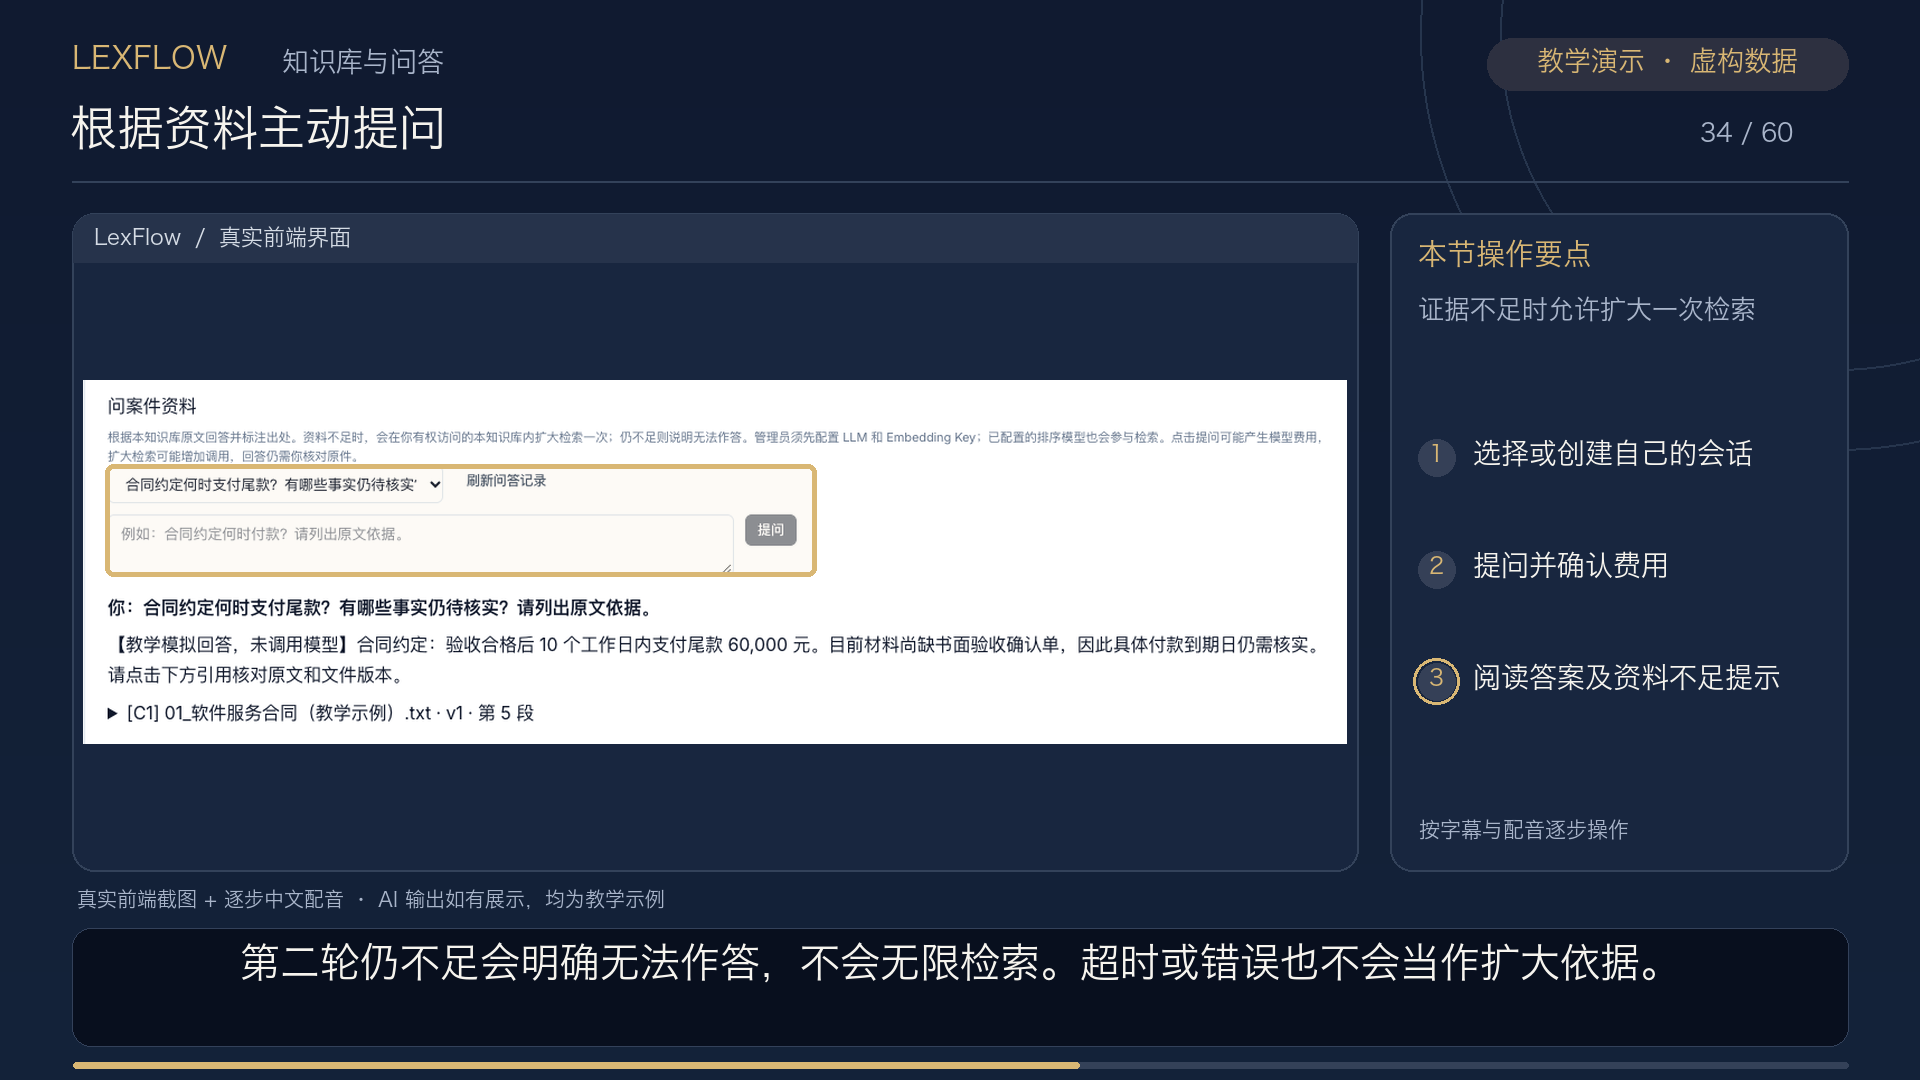 LEXFLOW 知识库与问答
教学演示 · 虚构数据
根据资料主动提问
34 / 60
LexFlow / 真实前端界面
问案件资料
根据本知识库原文回答并标注出处。资料不足时，会在你有权访问的本知识库内扩大检索一次；仍不足则说明无法作答。管理员须先配置 LLM 和 Embedding Key；已配置的排序模型也会参与检索。点击提问可能产生模型费用，
扩大检索可能增加调用，回答仍需你核对原件。
合同约定何时支付尾款？有哪些事实仍待核实
刷新问答记录
例如：合同约定何时付款？请列出原文依据。
提问
你：合同约定何时支付尾款？有哪些事实仍待核实？请列出原文依据。
【教学模拟回答，未调用模型】合同约定：验收合格后 10 个工作日内支付尾款 60,000 元。目前材料尚缺书面验收确认单，因此具体付款到期日仍需核实。
请点击下方引用核对原文和文件版本。
▶ [C1] 01_软件服务合同（教学示例）.txt · v1 · 第 5 段
本节操作要点
证据不足时允许扩大一次检索
1 选择或创建自己的会话
2 提问并确认费用
3 阅读答案及资料不足提示
按字幕与配音逐步操作
真实前端截图 + 逐步中文配音 · AI 输出如有展示，均为教学示例
第二轮仍不足会明确无法作答，不会无限检索。超时或错误也不会当作扩大依据。